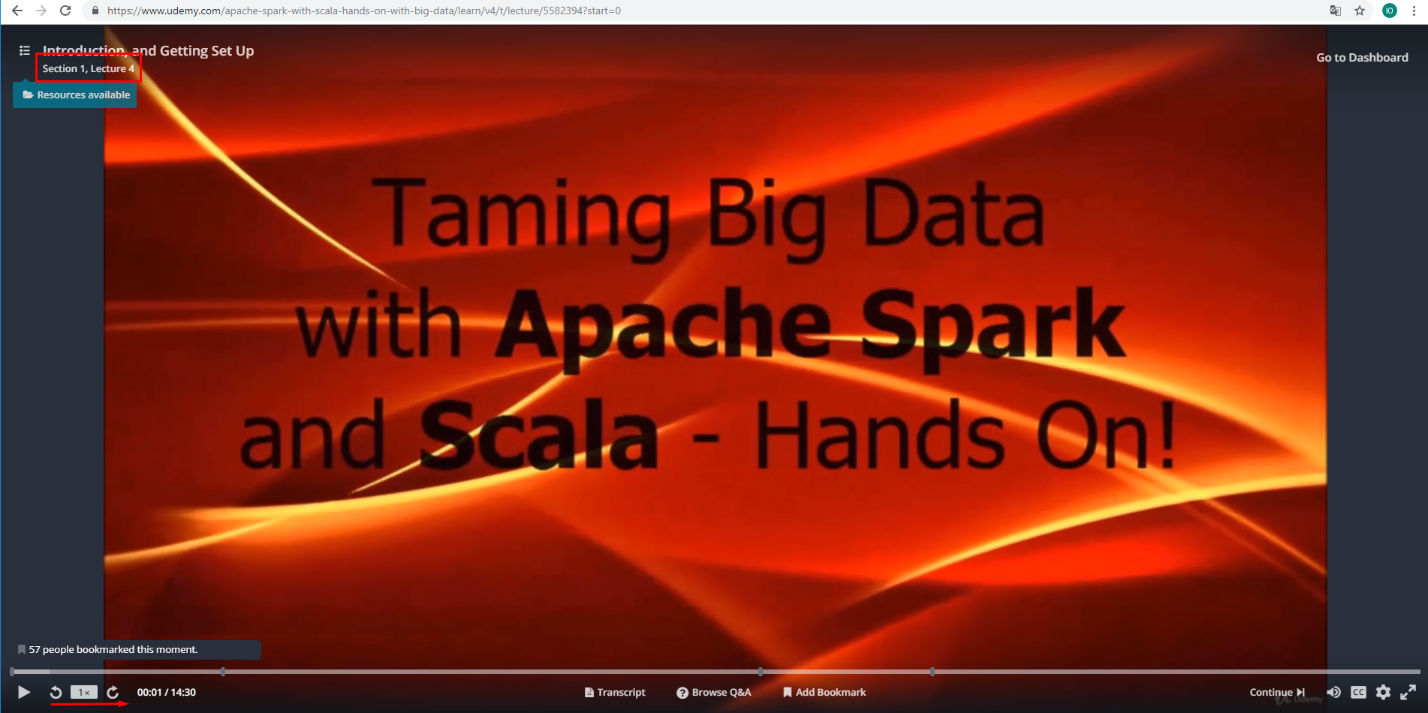 https://www.udemy.com/apache-spark-with-scala-hands-on-with-big-data/learn/v4/t/lecture/5582394?start=0
Ю
Introduction, and Getting Set Up
Section 1, Lecture 4
Go to Dashboard
Resources available
Taming Big Data
with Apache Spark
and Scala - Hands On!
57 people bookmarked this moment.
1×
00:01 / 14:30
Transcript
Browse Q&A
Add Bookmark
Continue
CC
Udemy